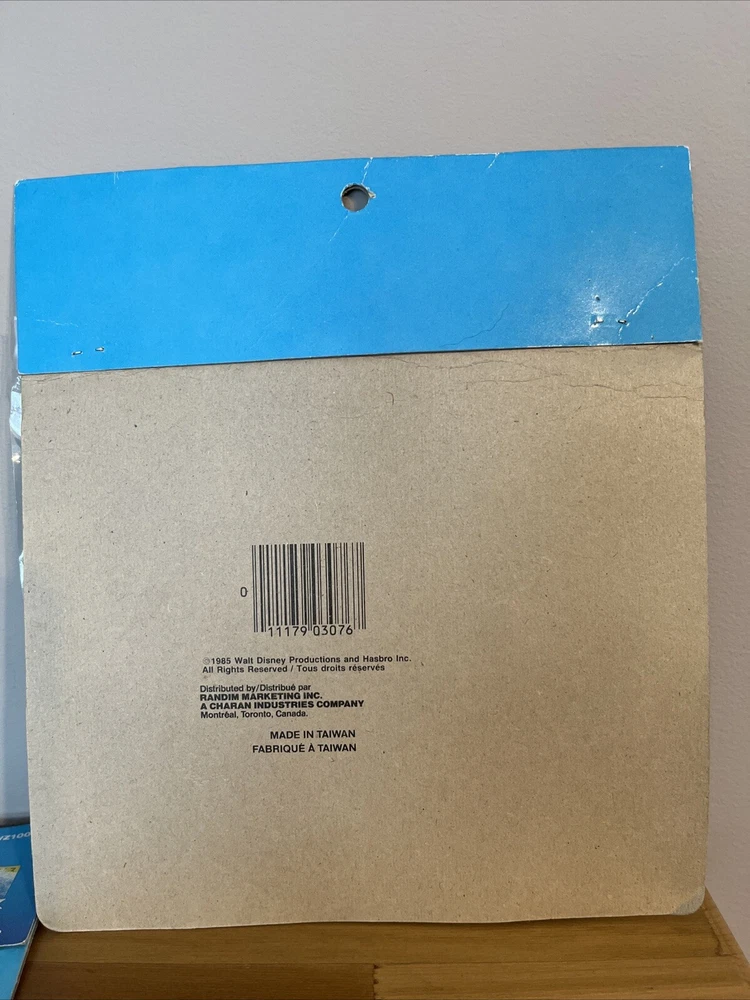 0
11179 03076
©1985 Walt Disney Productions and Hasbro Inc.
All Rights Reserved / Tous droits réservés
Distributed by/Distribué par
RANDIM MARKETING INC.
A CHARAN INDUSTRIES COMPANY
Montréal, Toronto, Canada.
MADE IN TAIWAN
FABRIQUÉ À TAIWAN